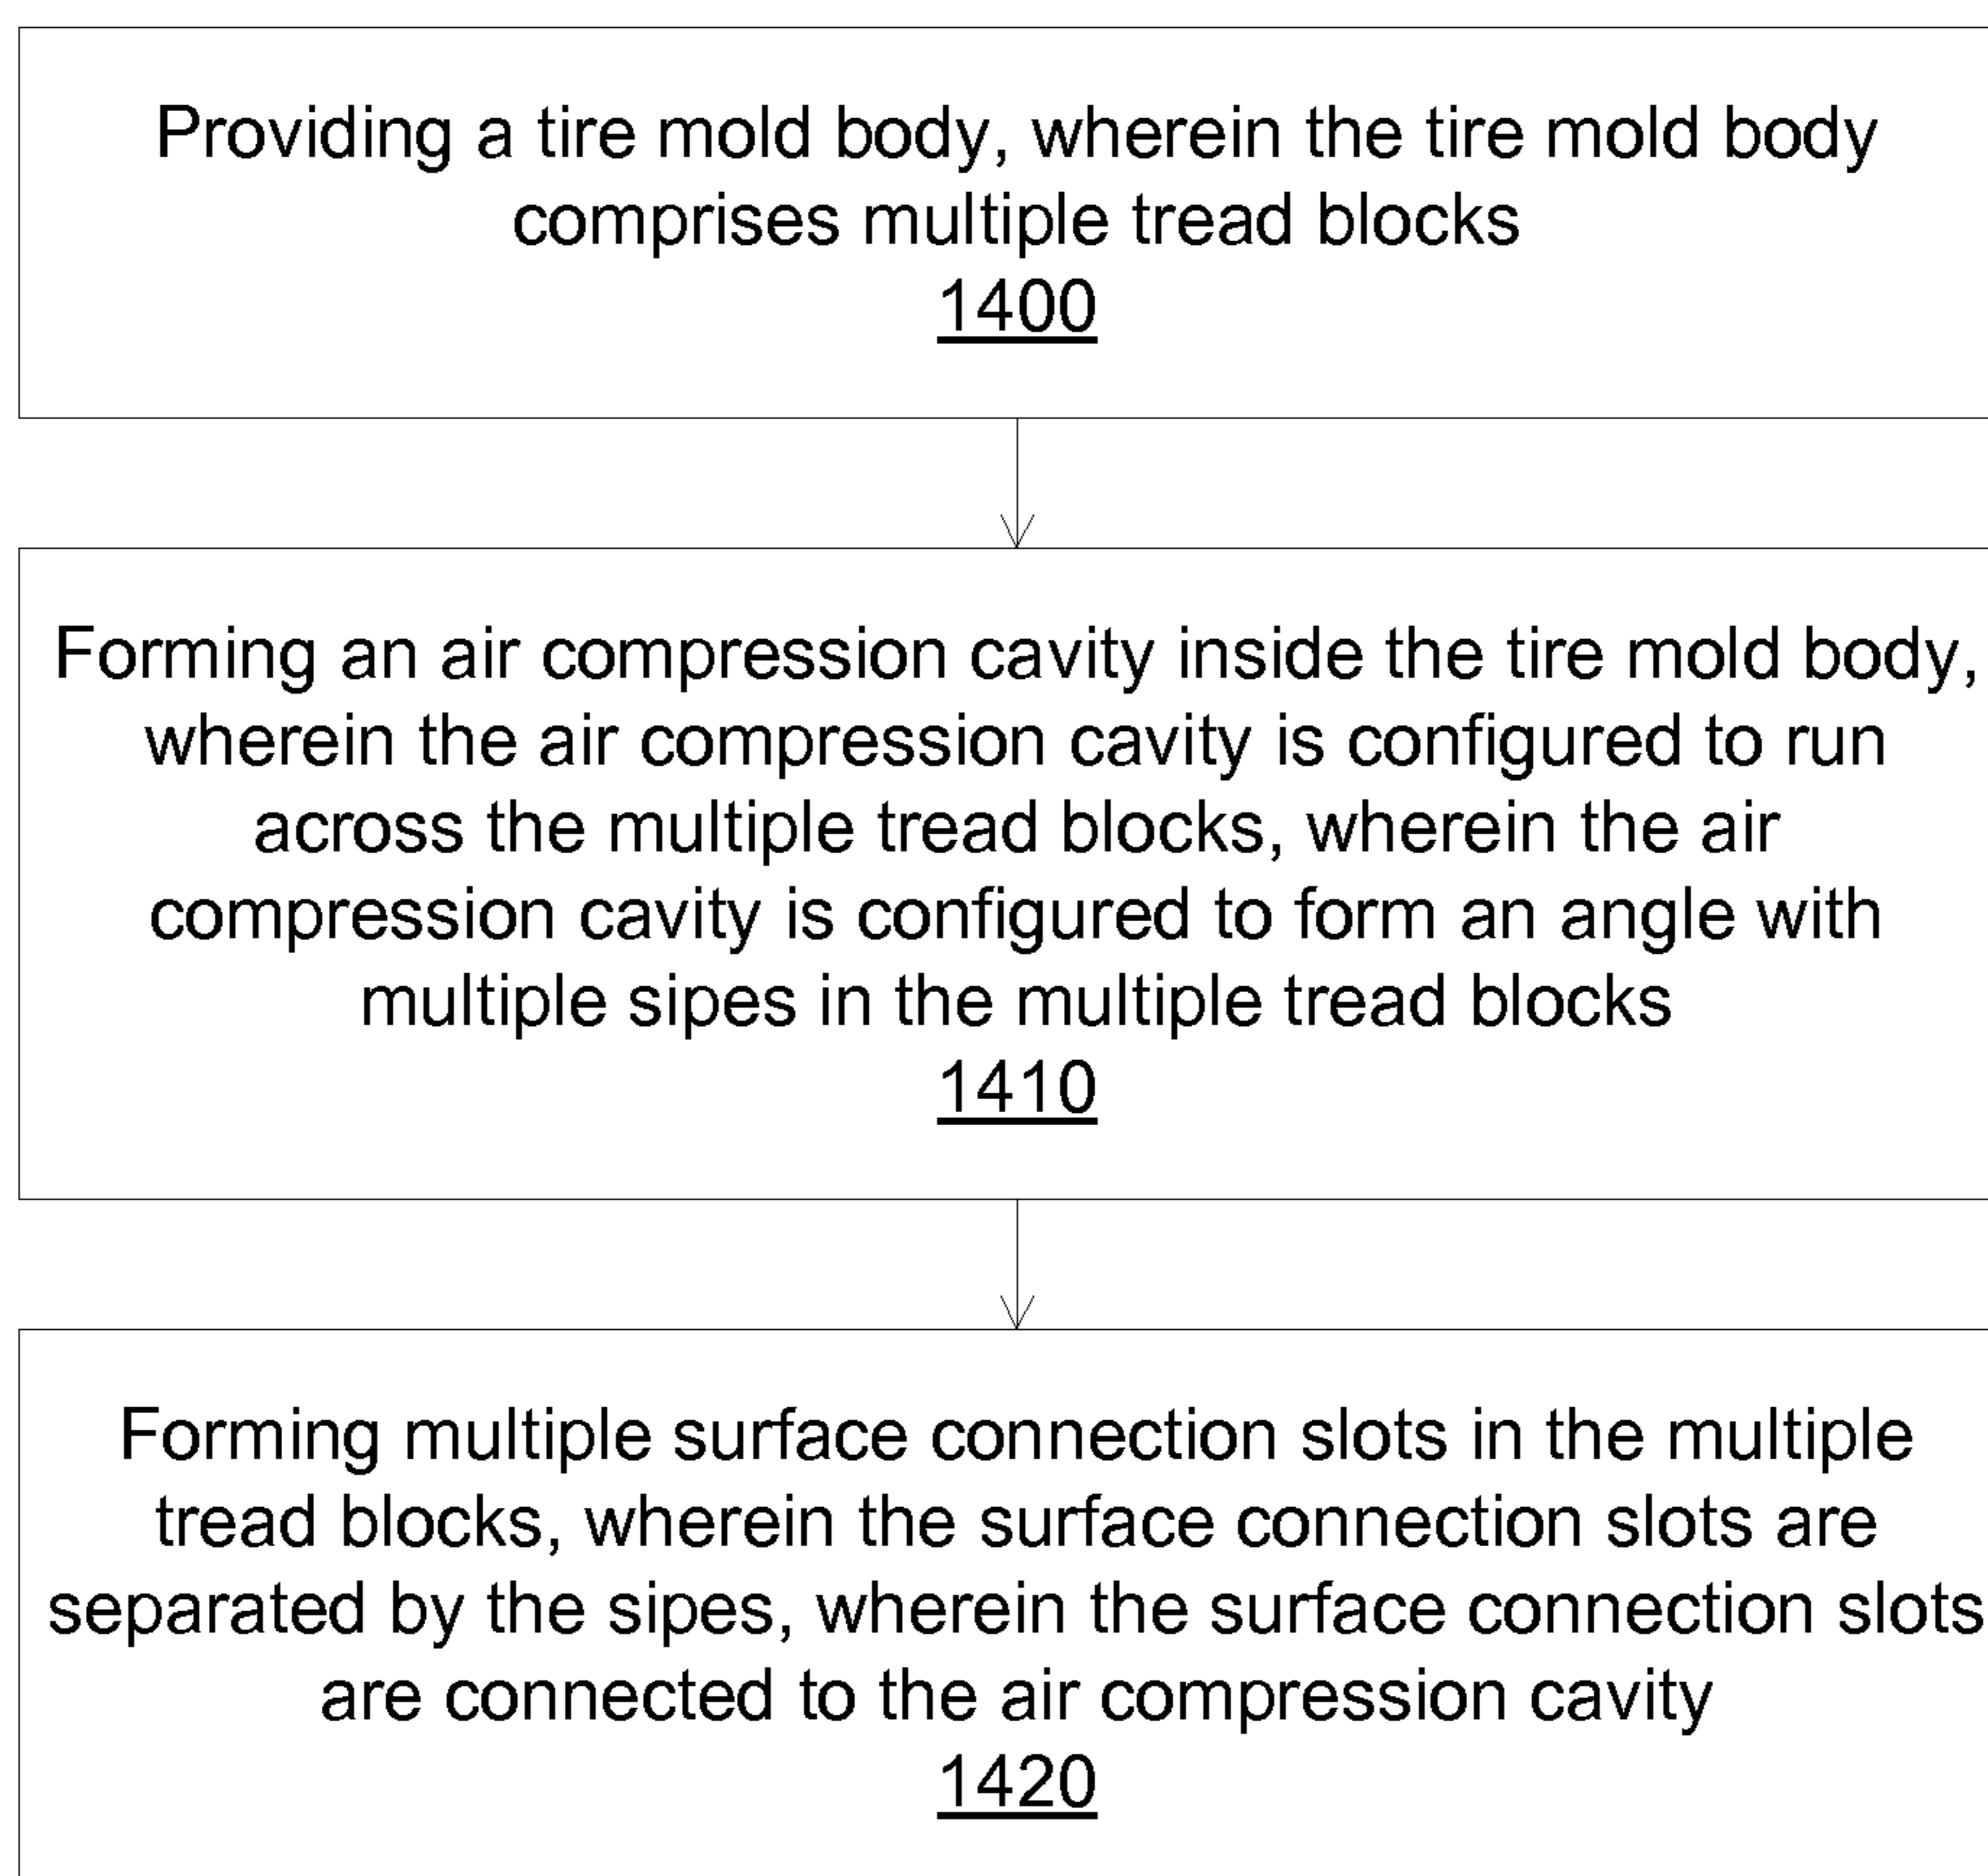 Providing a tire mold body, wherein the tire mold body
comprises multiple tread blocks
1400
Forming an air compression cavity inside the tire mold body,
wherein the air compression cavity is configured to run
across the multiple tread blocks, wherein the air
compression cavity is configured to form an angle with
multiple sipes in the multiple tread blocks
1410
Forming multiple surface connection slots in the multiple
tread blocks, wherein the surface connection slots are
separated by the sipes, wherein the surface connection slots
are connected to the air compression cavity
1420